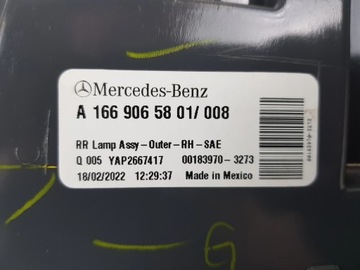 Mercedes-Benz
A 166 906 58 01/ 008
RR Lamp Assy-Outer-RH-SAE
Q 005 YAP2667417 00183970-3273
18/02/2022 12:29:37 Made in Mexico
G